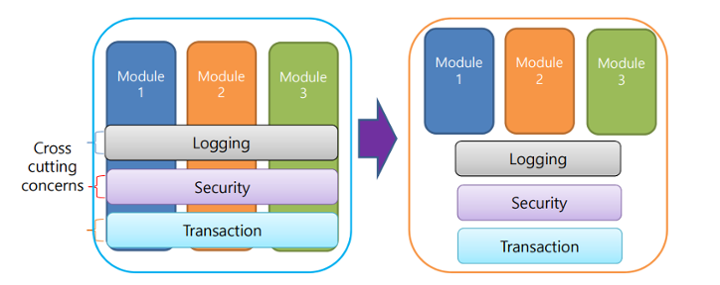 Module
1
Module
2
Module
3
Logging
Security
Transaction
Cross
cutting
concerns
Module
1
Module
2
Module
3
Logging
Security
Transaction